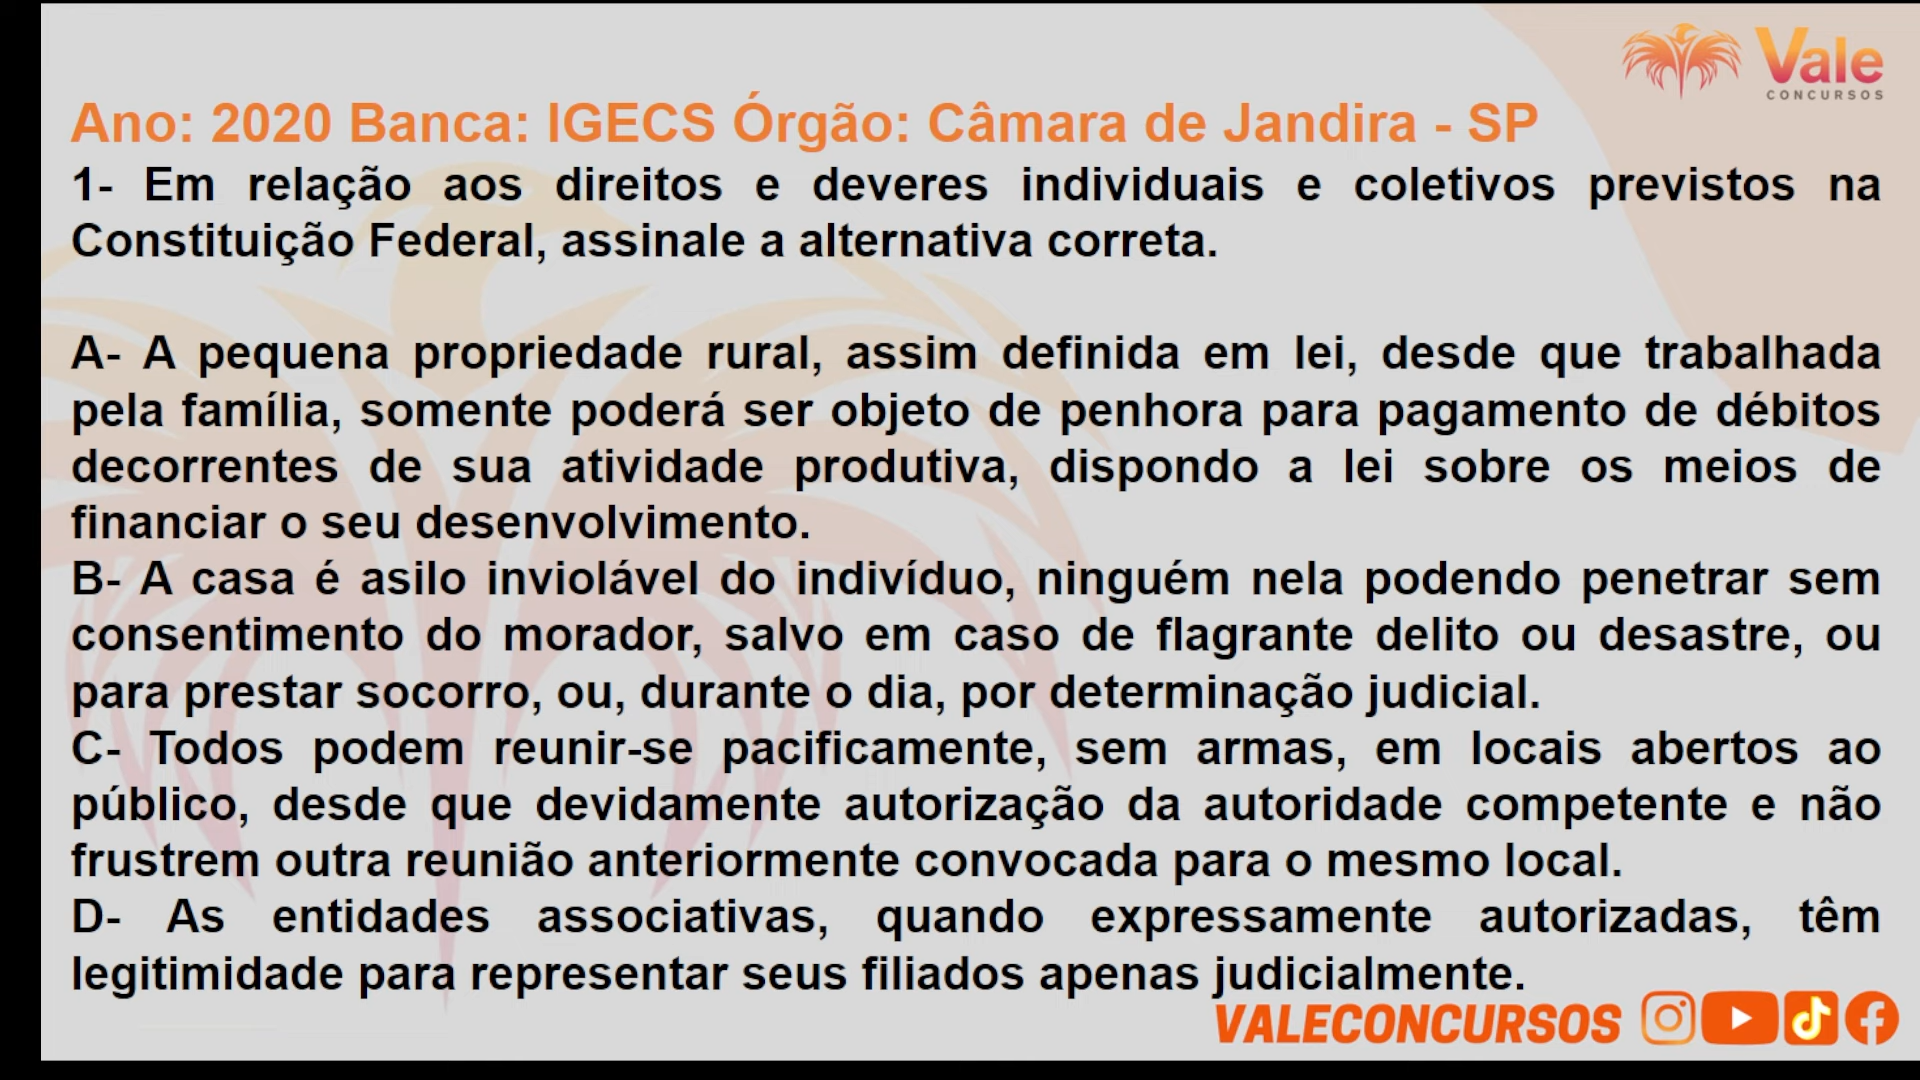 Vale
CONCURSOS
Ano: 2020 Banca: IGECS Órgão: Câmara de Jandira - SP
1- Em relação aos direitos e deveres individuais e coletivos previstos na
Constituição Federal, assinale a alternativa correta.
A- A pequena propriedade rural, assim definida em lei, desde que trabalhada
pela família, somente poderá ser objeto de penhora para pagamento de débitos
decorrentes de sua atividade produtiva, dispondo a lei sobre os meios de
financiar o seu desenvolvimento.
B- A casa é asilo inviolável do indivíduo, ninguém nela podendo penetrar sem
consentimento do morador, salvo em caso de flagrante delito ou desastre, ou
para prestar socorro, ou, durante o dia, por determinação judicial.
C- Todos podem reunir-se pacificamente, sem armas, em locais abertos ao
público, desde que devidamente autorização da autoridade competente e não
frustrem outra reunião anteriormente convocada para o mesmo local.
D- As entidades associativas, quando expressamente autorizadas, têm
legitimidade para representar seus filiados apenas judicialmente.
VALECONCURSOS